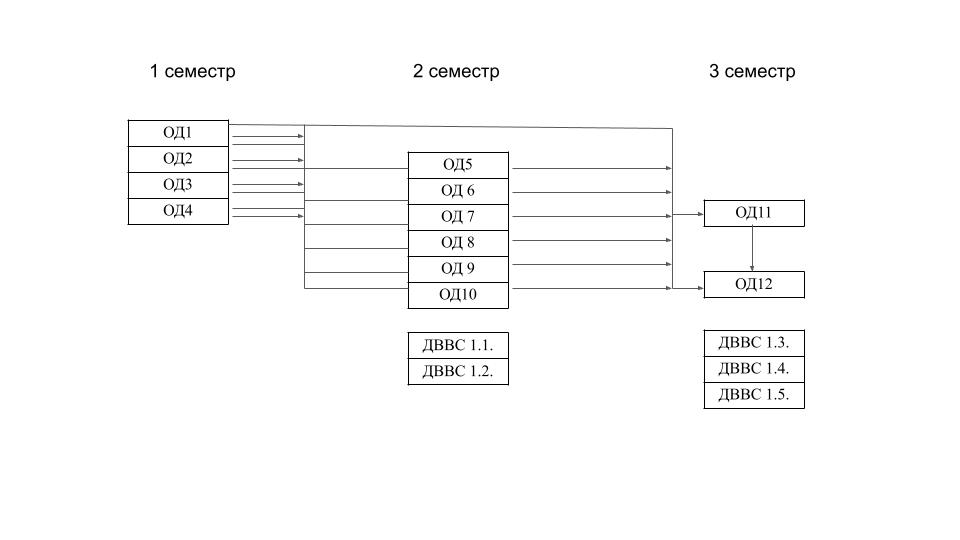 1 семестр
2 семестр
3 семестр
ОД1
ОД2
ОД3
ОД4
ОД5
ОД 6
ОД 7
ОД 8
ОД 9
ОД10
ДВВС 1.1.
ДВВС 1.2.
ОД11
ОД12
ДВВС 1.3.
ДВВС 1.4.
ДВВС 1.5.